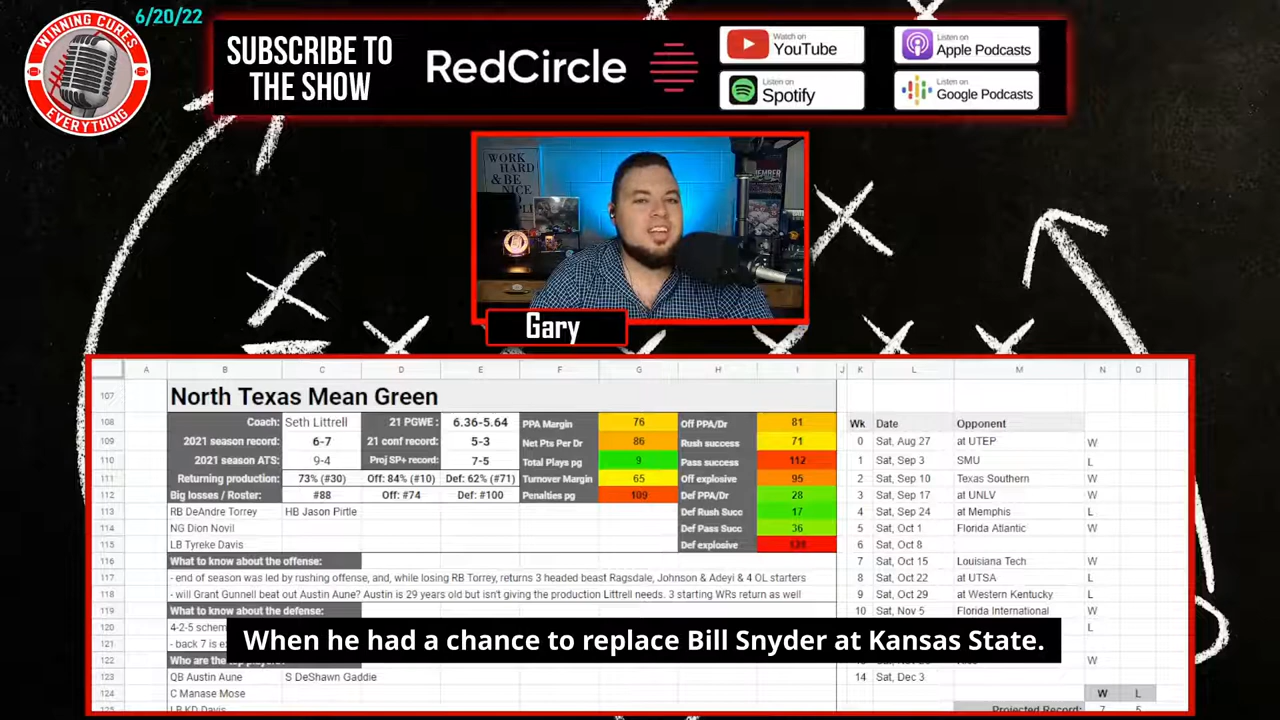 6/20/22
WINNING CURES
EVERYTHING
SUBSCRIBE TO
THE SHOW
RedCircle
Watch on
YouTube
Listen on
Spotify
Listen on
Apple Podcasts
Listen on
Google Podcasts
WORK
HARD
& BE
NICE
Gary
A B C D E F G H I J K L M N O
107 North Texas Mean Green
108 Coach: Seth Littrell 21 PGWE : 6.36-5.64 PPA Margin 76 Off PPA/Dr 81 Wk Date Opponent
109 2021 season record: 6-7 21 conf record: 5-3 Net Pts Per Dr 86 Rush success 71 0 Sat, Aug 27 at UTEP W
110 2021 season ATS: 9-4 Proj SP+ record: 7-5 Total Plays pg 9 Pass success 112 1 Sat, Sep 3 SMU L
111 Returning production: 73% (#30) Off: 84% (#10) Def: 62% (#71) Turnover Margin 65 Off explosive 95 2 Sat, Sep 10 Texas Southern W
112 Big losses / Roster: #88 Off: #74 Def: #100 Penalties pg 109 Def PPA/Dr 28 3 Sat, Sep 17 at UNLV W
113 RB DeAndre Torrey HB Jason Pirtle Def Rush Succ 17 4 Sat, Sep 24 at Memphis L
114 NG Dion Novil Def Pass Succ 36 5 Sat, Oct 1 Florida Atlantic W
115 LB Tyreke Davis Def explosive 6 Sat, Oct 8
116 What to know about the offense: 7 Sat, Oct 15 Louisiana Tech W
117 - end of season was led by rushing offense, and, while losing RB Torrey, returns 3 headed beast Ragsdale, Johnson & Adeyi & 4 OL starters 8 Sat, Oct 22 at UTSA L
118 - will Grant Gunnell beat out Austin Aune? Austin is 29 years old but isn't giving the production Littrell needs. 3 starting WRs return as well 9 Sat, Oct 29 at Western Kentucky L
119 What to know about the defense: 10 Sat, Nov 5 Florida International W
120 4-2-5 schem L
121 - back 7 is
122 Who are the W
123 QB Austin Aune S DeShawn Gaddie 14 Sat, Dec 3
124 C Manase Mose W L
LB KD Davis Projected Record: 7 5
When he had a chance to replace Bill Snyder at Kansas State.